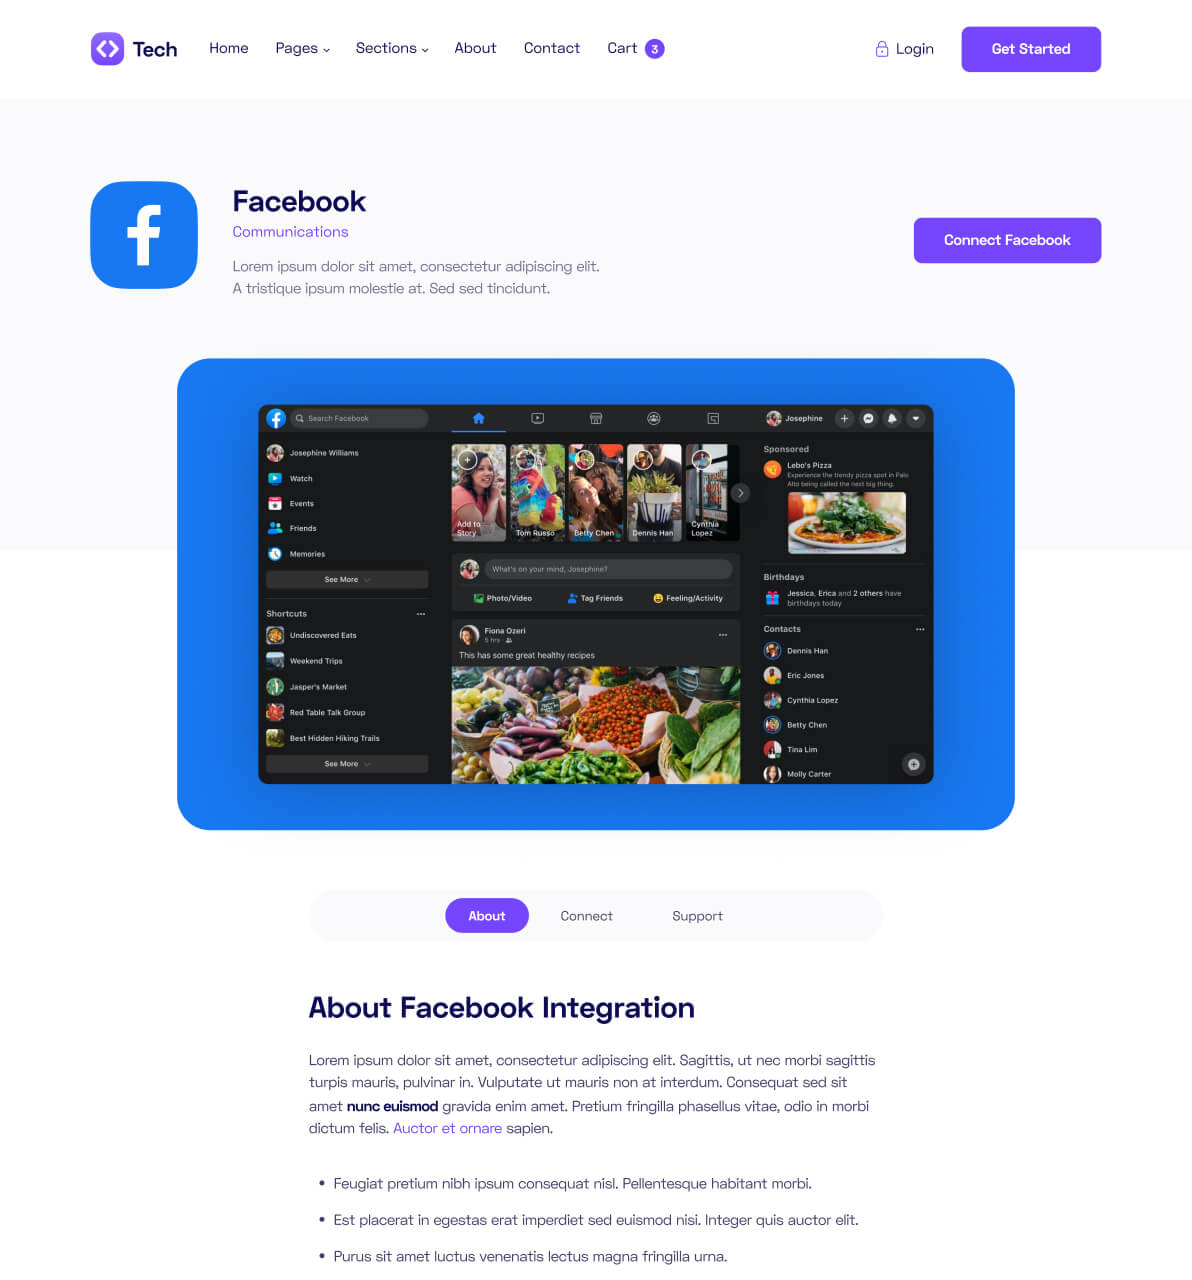 Tech
Home
Pages
Sections
About
Contact
Cart 3
Login
Get Started
Facebook
Communications
Lorem ipsum dolor sit amet, consectetur adipiscing elit.
A tristique ipsum molestie at. Sed sed tincidunt.
Connect Facebook
Search Facebook
Josephine
Josephine Williams
Watch
Events
Friends
Memories
See More
Shortcuts
Undiscovered Eats
Weekend Trips
Jasper's Market
Red Table Talk Group
Best Hidden Hiking Trails
See More
Add to
Story
Tom Russo
Betty Chen
Dennis Han
Cynthia
Lopez
What's on your mind, Josephine?
Photo/Video
Tag Friends
Feeling/Activity
Fiona Ozeri
5 hrs ·
This has some great healthy recipes
Sponsored
Lebo's Pizza
Experience the trendy pizza spot in Palo
Alto being called the next big thing.
Birthdays
Jessica, Erica and 2 others have
birthdays today
Contacts
Dennis Han
Eric Jones
Cynthia Lopez
Betty Chen
Tina Lim
Molly Carter
About
Connect
Support
About Facebook Integration
Lorem ipsum dolor sit amet, consectetur adipiscing elit. Sagittis, ut nec morbi sagittis
turpis mauris, pulvinar in. Vulputate ut mauris non at interdum. Consequat sed sit
amet nunc euismod gravida enim amet. Pretium fringilla phasellus vitae, odio in morbi
dictum felis. Auctor et ornare sapien.
• Feugiat pretium nibh ipsum consequat nisl. Pellentesque habitant morbi.
• Est placerat in egestas erat imperdiet sed euismod nisi. Integer quis auctor elit.
• Purus sit amet luctus venenatis lectus magna fringilla urna.